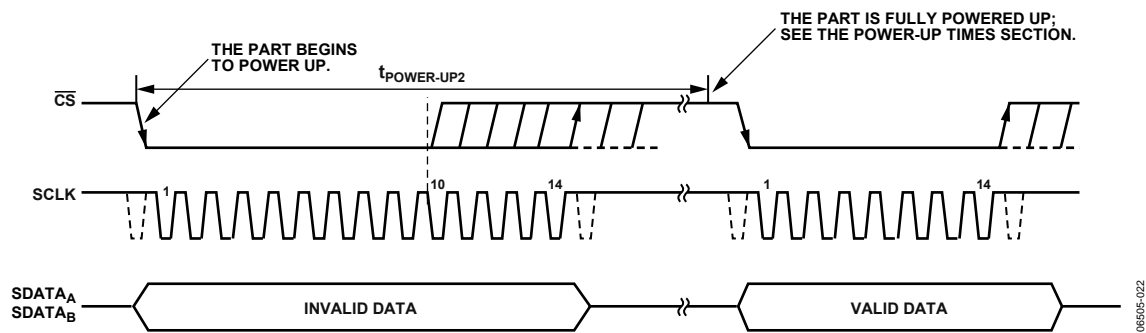 THE PART IS FULLY POWERED UP;
SEE THE POWER-UP TIMES SECTION.
THE PART BEGINS
TO POWER UP.
tPOWER-UP2
CS
SCLK
1
10
14
1
14
SDATAA
SDATAB
INVALID DATA
VALID DATA
06505-022